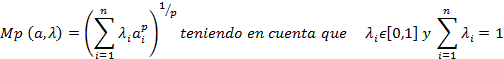 Mp (a,λ) = (∑_{i=1}^{n} λ_i a_i^p)^{1/p} teniendo en cuenta que λ_i ϵ[0,1] y ∑_{i=1}^{n} λ_i = 1